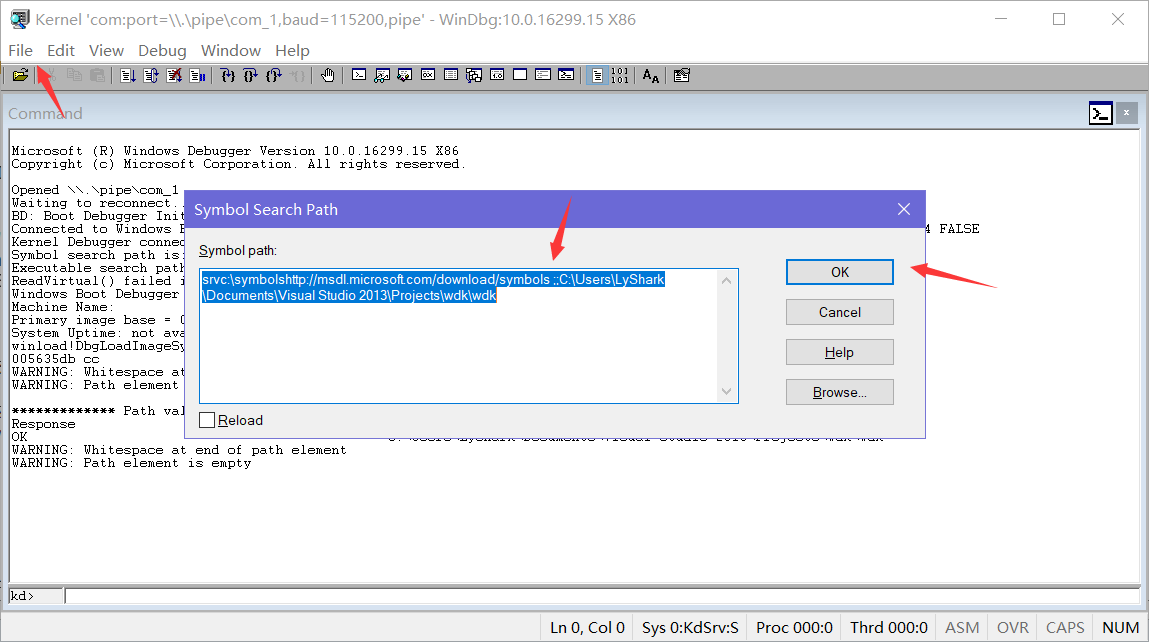 Kernel 'com:port=\\.\pipe\com_1,baud=115200,pipe' - WinDbg:10.0.16299.15 X86
File Edit View Debug Window Help
Command
Microsoft (R) Windows Debugger Version 10.0.16299.15 X86
Copyright (c) Microsoft Corporation. All rights reserved.
Opened \\.\pipe\com_1
Waiting to reconnect..
BD: Boot Debugger Init
Connected to Windows FALSE
Kernel Debugger connec
Symbol search path is:
Executable search path
ReadVirtual() failed i
Windows Boot Debugger
Machine Name:
Primary image base =
System Uptime: not ava
winload!DbgLoadImageSy
005635db cc
WARNING: Whitespace at
WARNING: Path element
************* Path val
Response
OK
WARNING: Whitespace at end of path element
WARNING: Path element is empty
Symbol Search Path
Symbol path:
srvc:\symbolshttp://msdl.microsoft.com/download/symbols ;;C:\Users\LyShark
\Documents\Visual Studio 2013\Projects\wdk\wdk
OK
Cancel
Help
Browse...
Reload
kd>
Ln 0, Col 0 Sys 0:KdSrv:S Proc 000:0 Thrd 000:0 ASM OVR CAPS NUM